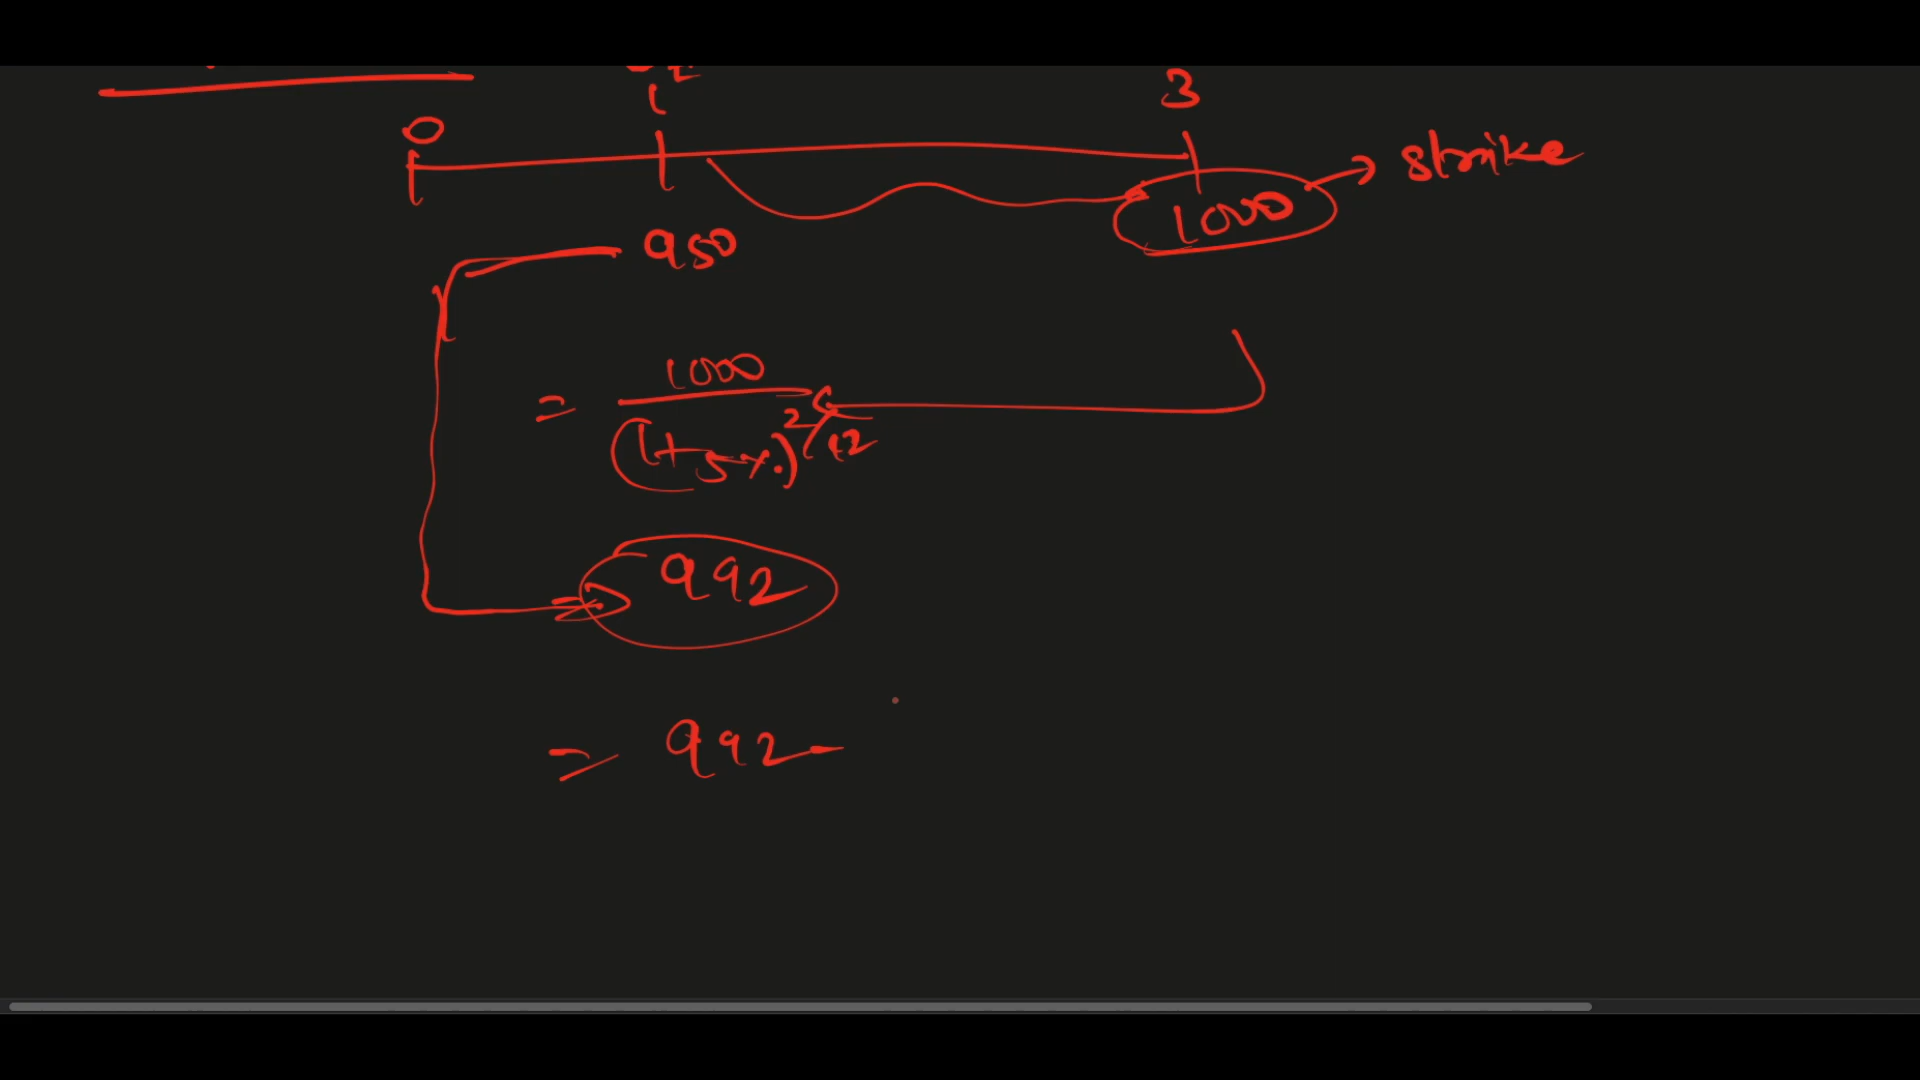 0 1 3
1000 → strike
950
= 1000
(1+5%)^2/12
992
= 992 -